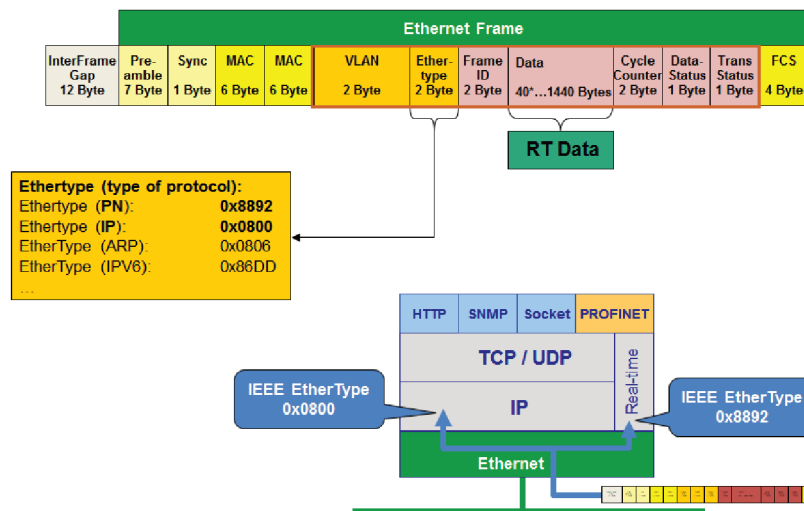 Ethernet Frame
InterFrame Pre- Sync MAC MAC VLAN Ether- Frame Data Cycle Data- Trans FCS
Gap amble type ID Counter Status Status
12 Byte 7 Byte 1 Byte 6 Byte 6 Byte 2 Byte 2 Byte 2 Byte 40*...1440 Bytes 2 Byte 1 Byte 1 Byte 4 Byte
RT Data
Ethertype (type of protocol):
Ethertype (PN): 0x8892
Ethertype (IP): 0x0800
EtherType (ARP): 0x0806
EtherType (IPV6): 0x86DD
...
HTTP SNMP Socket PROFINET
TCP / UDP
Real-time
IEEE EtherType
0x0800
IP
IEEE EtherType
0x8892
Ethernet